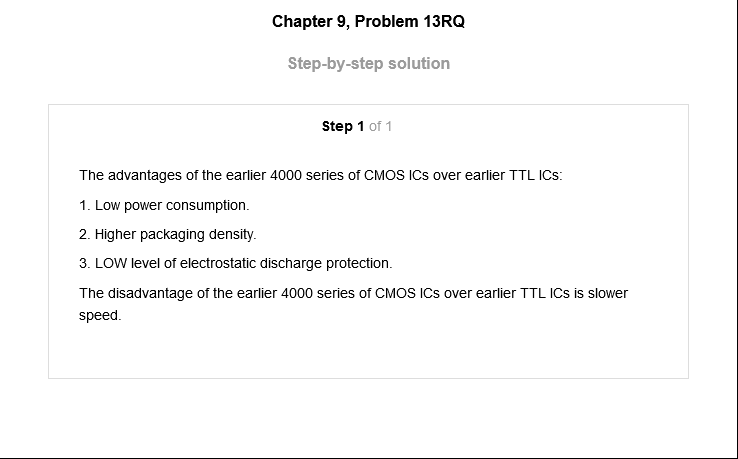 Chapter 9, Problem 13RQ
Step-by-step solution
Step 1 of 1
The advantages of the earlier 4000 series of CMOS ICs over earlier TTL ICs:
1. Low power consumption.
2. Higher packaging density.
3. LOW level of electrostatic discharge protection.
The disadvantage of the earlier 4000 series of CMOS ICs over earlier TTL ICs is slower
speed.